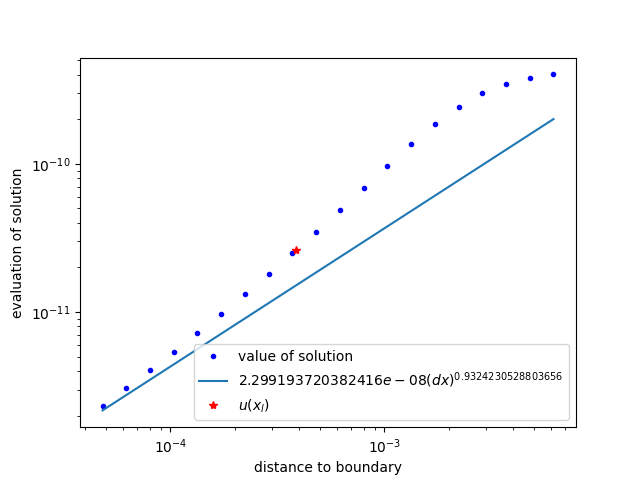 10⁻¹⁰
10⁻¹¹
evaluation of solution
value of solution
2.299193720382416e − 08(dx)^0.9324230528803656
u(x_l)
10⁻⁴ 10⁻³
distance to boundary